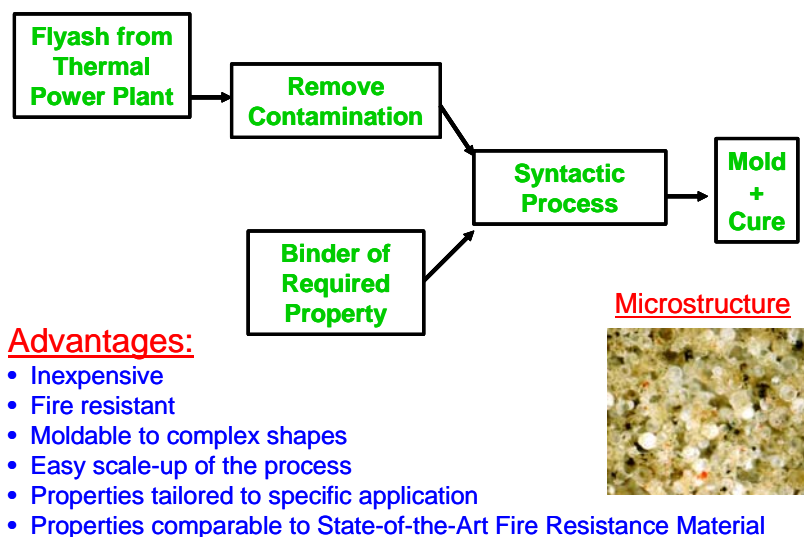 Flyash from
Thermal
Power Plant
Remove
Contamination
Syntactic
Process
Mold
+
Cure
Binder of
Required
Property
Microstructure
Advantages:
• Inexpensive
• Fire resistant
• Moldable to complex shapes
• Easy scale-up of the process
• Properties tailored to specific application
• Properties comparable to State-of-the-Art Fire Resistance Material